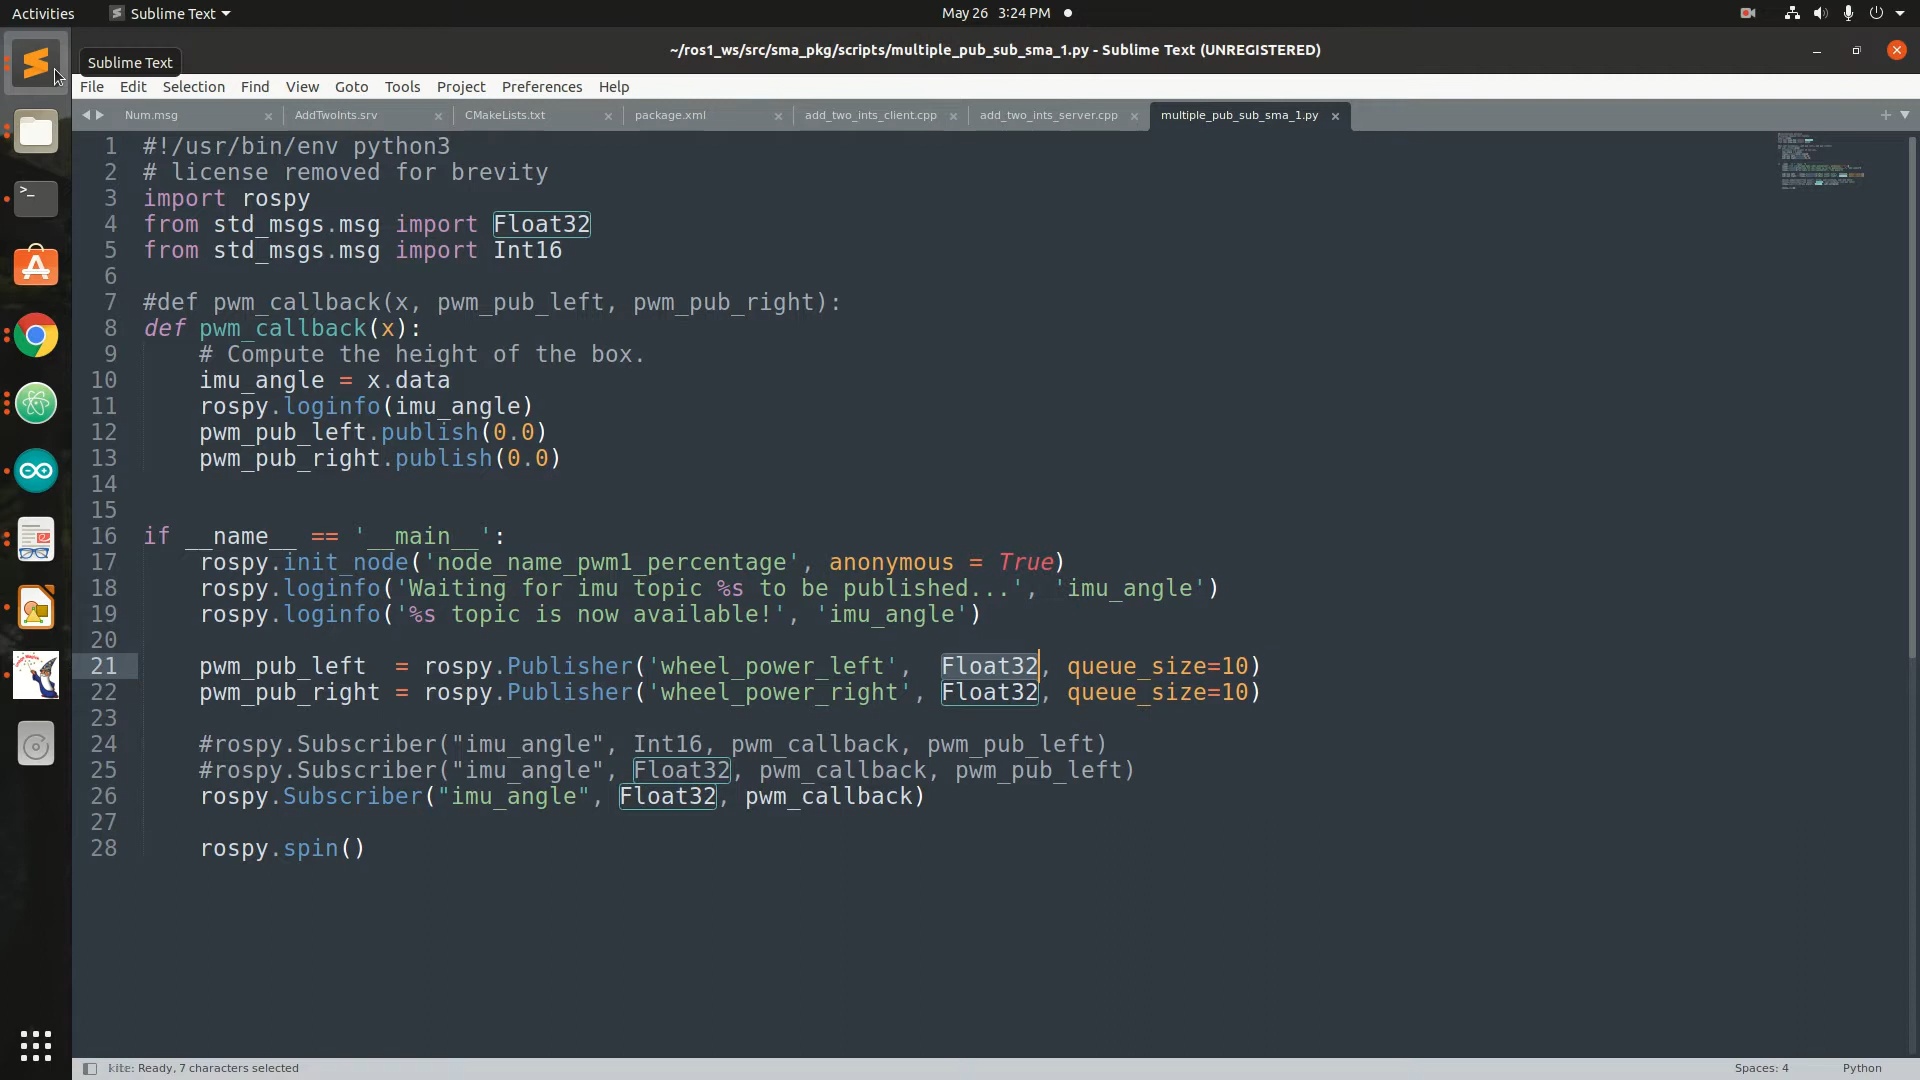 Activities Sublime Text May 26 3:24 PM
Sublime Text
~/ros1_ws/src/sma_pkg/scripts/multiple_pub_sub_sma_1.py - Sublime Text (UNREGISTERED)
File Edit Selection Find View Goto Tools Project Preferences Help
Num.msg AddTwoInts.srv CMakeLists.txt package.xml add_two_ints_client.cpp add_two_ints_server.cpp multiple_pub_sub_sma_1.py
1 #!/usr/bin/env python3
2 # license removed for brevity
3 import rospy
4 from std_msgs.msg import Float32
5 from std_msgs.msg import Int16
6
7 #def pwm_callback(x, pwm_pub_left, pwm_pub_right):
8 def pwm_callback(x):
9     # Compute the height of the box.
10     imu_angle = x.data
11     rospy.loginfo(imu_angle)
12     pwm_pub_left.publish(0.0)
13     pwm_pub_right.publish(0.0)
14
15
16 if __name__ == '__main__':
17     rospy.init_node('node_name_pwm1_percentage', anonymous = True)
18     rospy.loginfo('Waiting for imu topic %s to be published...', 'imu_angle')
19     rospy.loginfo('%s topic is now available!', 'imu_angle')
20
21     pwm_pub_left  = rospy.Publisher('wheel_power_left',  Float32, queue_size=10)
22     pwm_pub_right = rospy.Publisher('wheel_power_right', Float32, queue_size=10)
23
24     #rospy.Subscriber("imu_angle", Int16, pwm_callback, pwm_pub_left)
25     #rospy.Subscriber("imu_angle", Float32, pwm_callback, pwm_pub_left)
26     rospy.Subscriber("imu_angle", Float32, pwm_callback)
27
28     rospy.spin()
kite: Ready, 7 characters selected Spaces: 4 Python